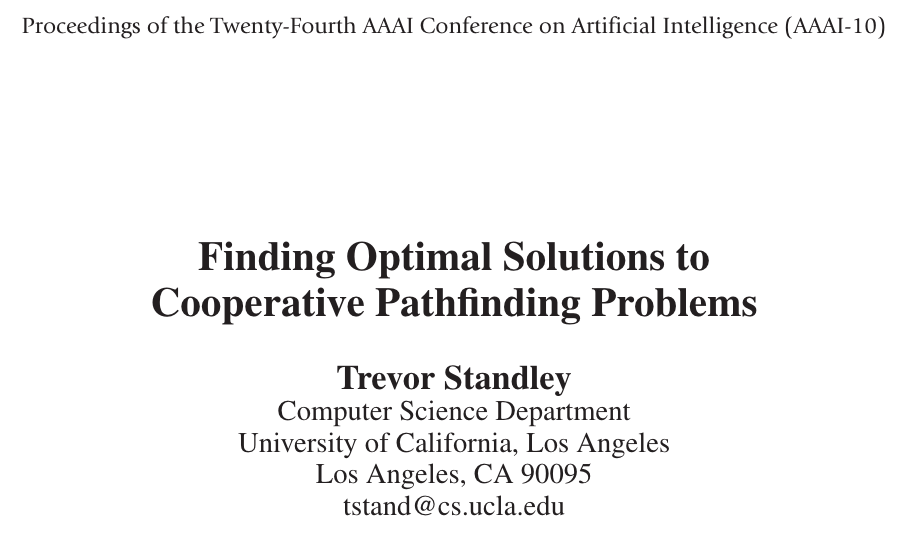 Proceedings of the Twenty-Fourth AAAI Conference on Artificial Intelligence (AAAI-10)
Finding Optimal Solutions to
Cooperative Pathfinding Problems
Trevor Standley
Computer Science Department
University of California, Los Angeles
Los Angeles, CA 90095
tstand@cs.ucla.edu